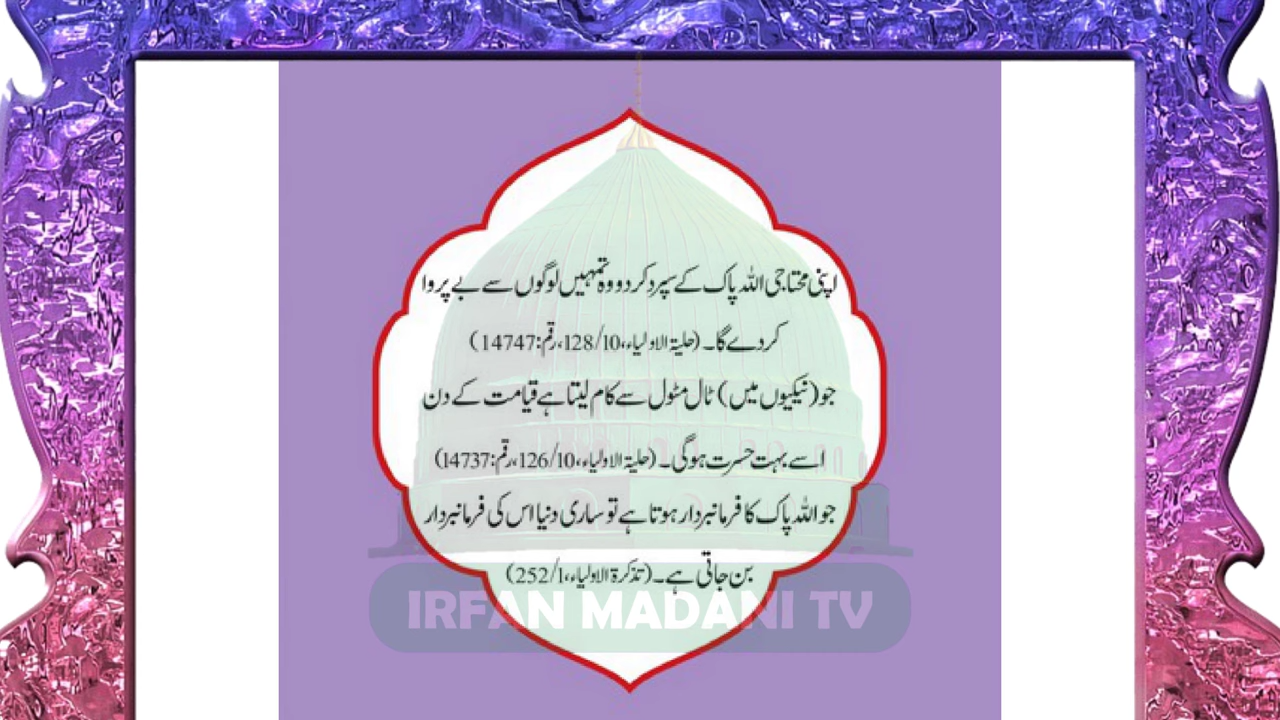 اپنی محتاجی اللہ پاک کے سپرد کر دو وہ تمہیں لوگوں سے بے پروا
کردے گا۔ (حلیۃ الاولیاء، 10/128، رقم:14747)
جو (نیکیوں میں) ٹال مٹول سے کام لیتا ہے قیامت کے دن
اسے بہت حسرت ہوگی۔ (حلیۃ الاولیاء، 10/126، رقم:14737)
جو اللہ پاک کا فرمانبردار ہوتا ہے تو ساری دنیا اس کی فرمانبردار
بن جاتی ہے۔ (تذکرۃ الاولیاء، 1/252)
IRFAN MADANI TV